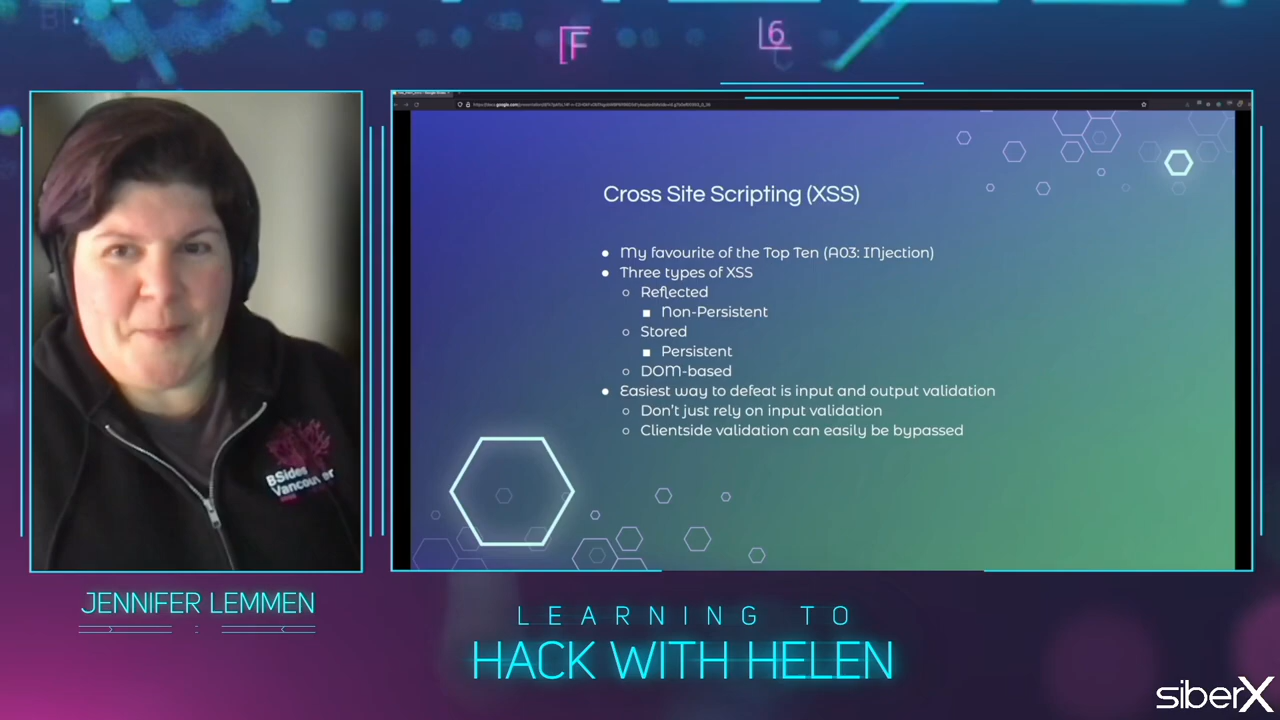 F
L6
Cross Site Scripting (XSS)
● My favourite of the Top Ten (A03: INjection)
● Three types of XSS
○ Reflected
■ Non-Persistent
○ Stored
■ Persistent
○ DOM-based
● Easiest way to defeat is input and output validation
○ Don't just rely on input validation
○ Clientside validation can easily be bypassed
BSides
Vancouver
JENNIFER LEMMEN
LEARNING TO
HACK WITH HELEN
siberX